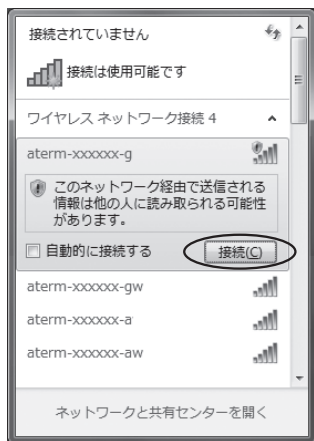 接続されていません
接続は使用可能です
ワイヤレス ネットワーク接続 4
aterm-xxxxxx-g
このネットワーク経由で送信される
情報は他の人に読み取られる可能性
があります。
自動的に接続する
接続(C)
aterm-xxxxxx-gw
aterm-xxxxxx-a
aterm-xxxxxx-aw
ネットワークと共有センターを開く